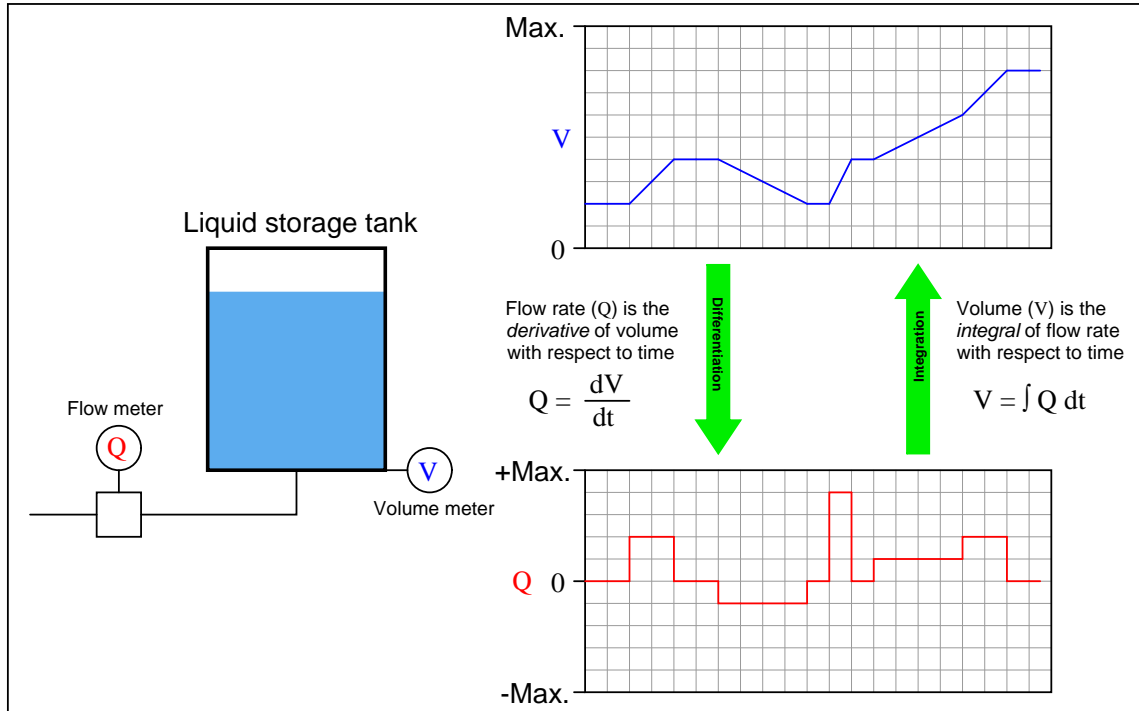 Max.
V
0
Liquid storage tank
Flow meter
Q
V
Volume meter
Flow rate (Q) is the
derivative of volume
with respect to time
Q = dV
dt
Differentiation
Integration
Volume (V) is the
integral of flow rate
with respect to time
V = ∫ Q dt
+Max.
Q 0
-Max.